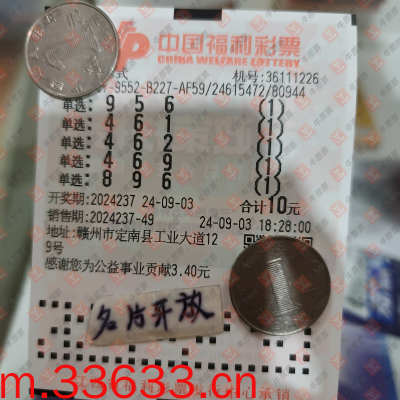 中国福利彩票
CHINA WELFARE LOTTERY
式 机号:36111226
-9552-B227-AF59/24615472/80944
单选: 9 5 6 (1)
单选: 4 6 1 (1)
单选: 4 6 2 (1)
单选: 4 6 9 (1)
单选: 8 9 6 (1)
开奖期:2024237 24-09-03 合计10元
销售期:2024237-49 24-09-03 18:28:00
地址:赣州市定南县工业大道12
9号
感谢您为公益事业贡献3.40元
名片开放
m.33633.cn
心承销